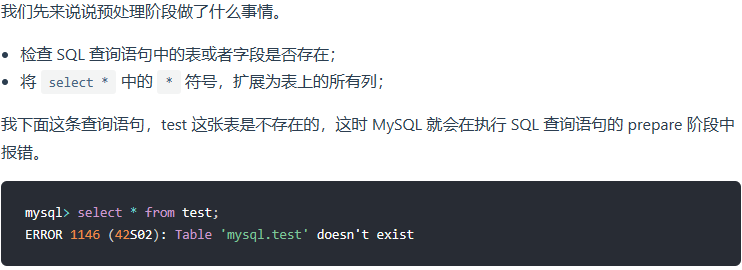 我们先来说说预处理阶段做了什么事情。
• 检查 SQL 查询语句中的表或者字段是否存在；
• 将 select * 中的 * 符号，扩展为表上的所有列；
我下面这条查询语句，test 这张表是不存在的，这时 MySQL 就会在执行 SQL 查询语句的 prepare 阶段中
报错。
mysql> select * from test;
ERROR 1146 (42S02): Table 'mysql.test' doesn't exist